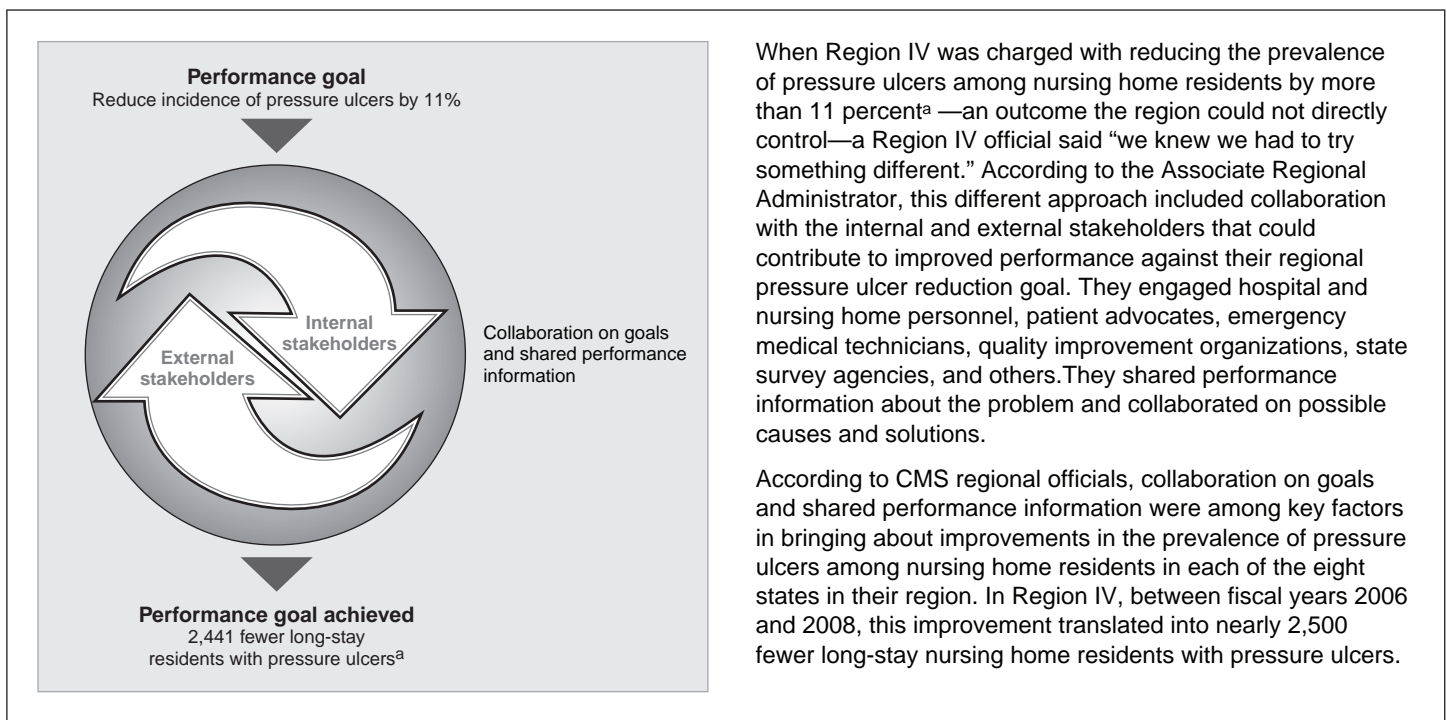 Performance goal
Reduce incidence of pressure ulcers by 11%
Internal
stakeholders
External
stakeholders
Collaboration on goals
and shared performance
information
Performance goal achieved
2,441 fewer long-stay
residents with pressure ulcersa
When Region IV was charged with reducing the prevalence
of pressure ulcers among nursing home residents by more
than 11 percenta —an outcome the region could not directly
control—a Region IV official said “we knew we had to try
something different.” According to the Associate Regional
Administrator, this different approach included collaboration
with the internal and external stakeholders that could
contribute to improved performance against their regional
pressure ulcer reduction goal. They engaged hospital and
nursing home personnel, patient advocates, emergency
medical technicians, quality improvement organizations, state
survey agencies, and others.They shared performance
information about the problem and collaborated on possible
causes and solutions.
According to CMS regional officials, collaboration on goals
and shared performance information were among key factors
in bringing about improvements in the prevalence of pressure
ulcers among nursing home residents in each of the eight
states in their region. In Region IV, between fiscal years 2006
and 2008, this improvement translated into nearly 2,500
fewer long-stay nursing home residents with pressure ulcers.